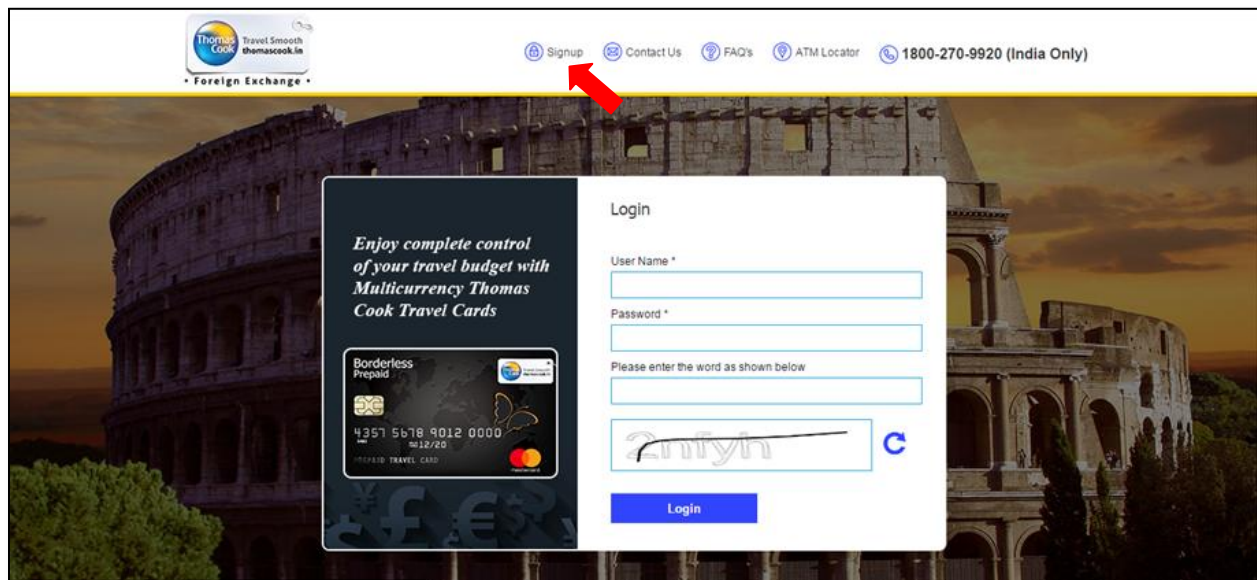 Thomas Cook
Travel Smooth
thomascook.in
• Foreign Exchange •
Signup
Contact Us
FAQ's
ATM Locator
1800-270-9920 (India Only)
Enjoy complete control
of your travel budget with
Multicurrency Thomas
Cook Travel Cards
Borderless
Prepaid
4357 5678 9012 0000
12/20
PREPAID TRAVEL CARD
mastercard
Login
User Name *
Password *
Please enter the word as shown below
2nfyh
Login